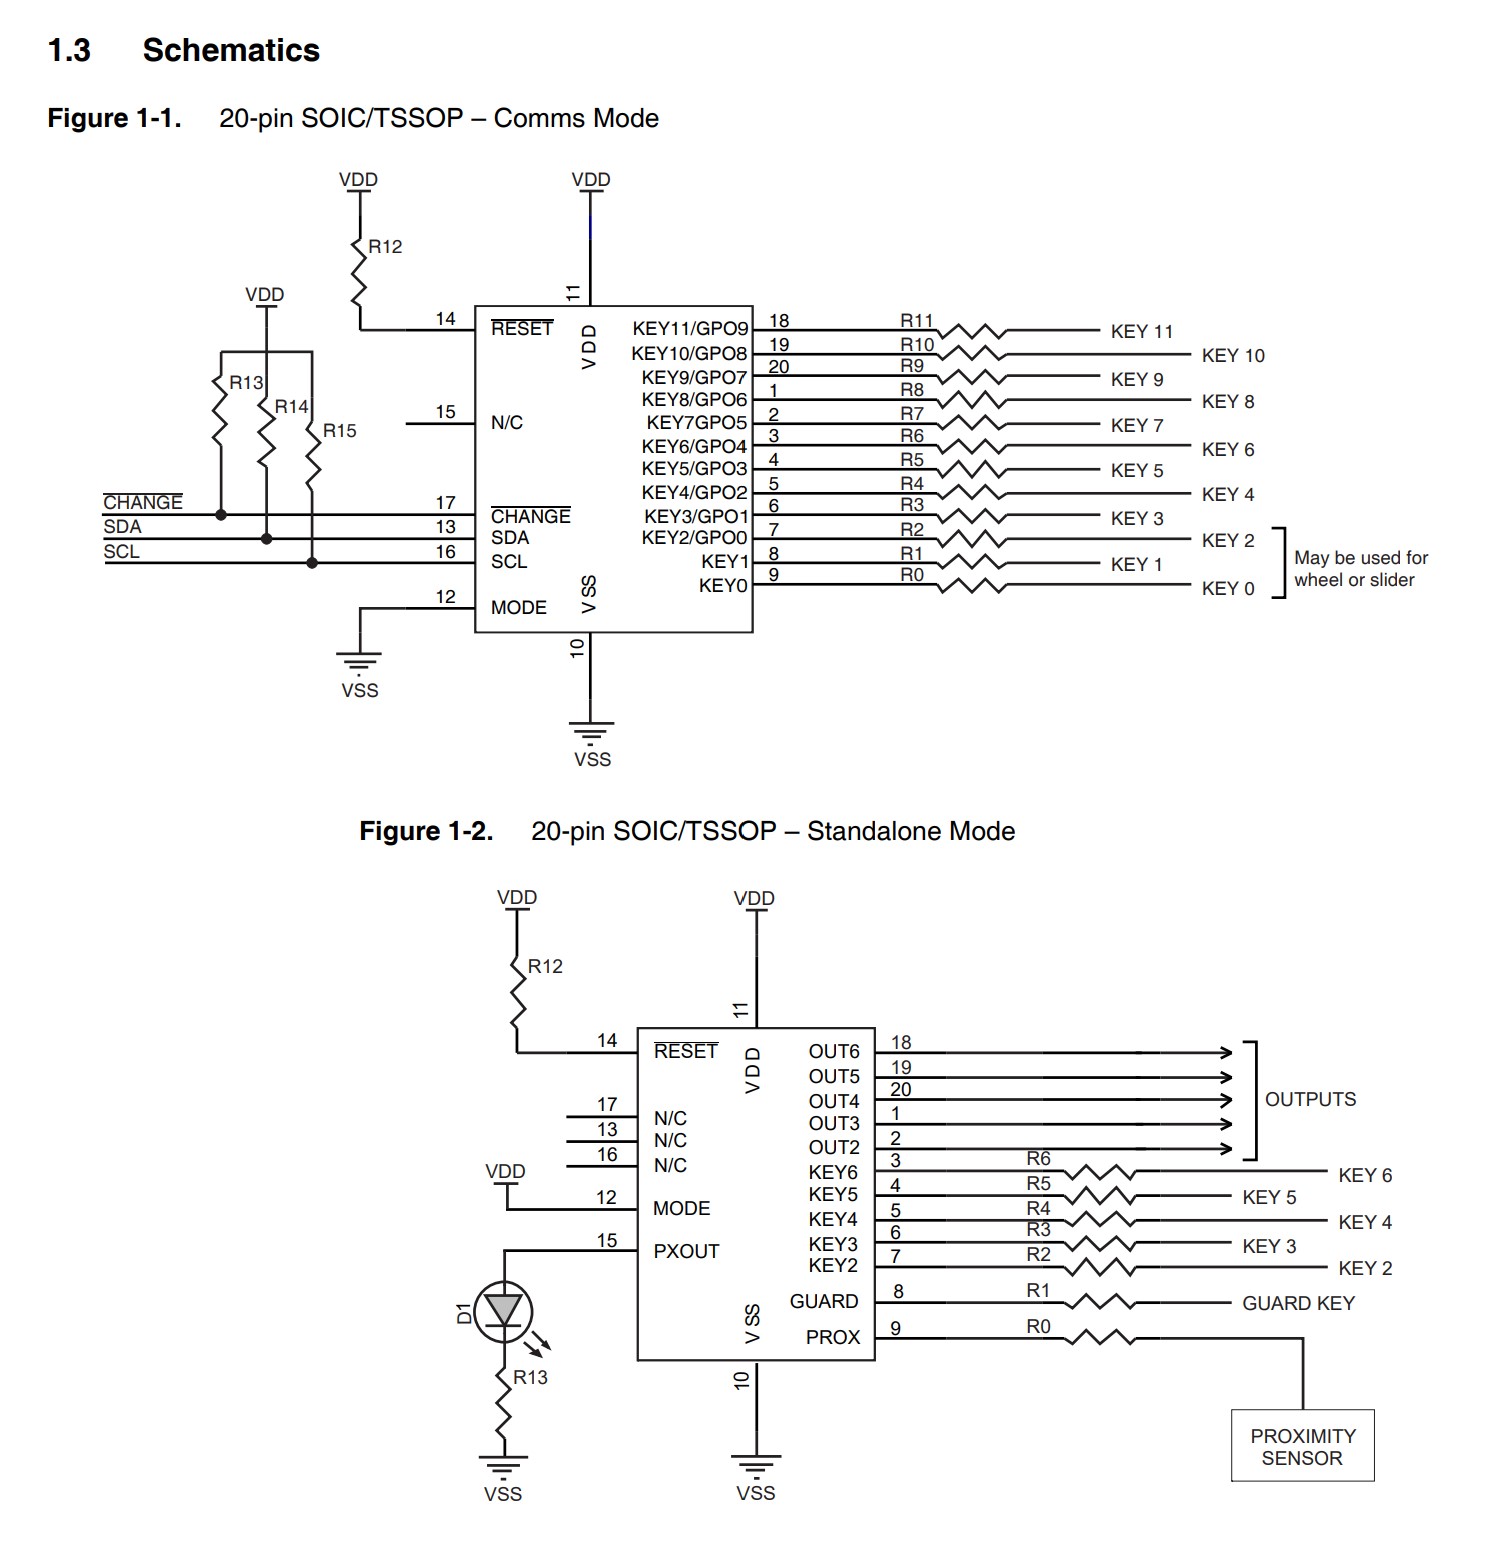 1.3 Schematics
Figure 1-1. 20-pin SOIC/TSSOP – Comms Mode
VDD VDD
R12
VDD
11
14 RESET VDD KEY11/GPO9 18 R11 KEY 11
KEY10/GPO8 19 R10 KEY 10
R13 KEY9/GPO7 20 R9 KEY 9
R14 KEY8/GPO6 1 R8 KEY 8
15 N/C KEY7GPO5 2 R7 KEY 7
R15 KEY6/GPO4 3 R6 KEY 6
KEY5/GPO3 4 R5 KEY 5
KEY4/GPO2 5 R4 KEY 4
CHANGE 17 CHANGE KEY3/GPO1 6 R3 KEY 3
SDA 13 SDA KEY2/GPO0 7 R2 KEY 2
SCL 16 SCL KEY1 8 R1 KEY 1
May be used for
wheel or slider
VSS KEY0 9 R0 KEY 0
12 MODE
10
VSS
VSS
Figure 1-2. 20-pin SOIC/TSSOP – Standalone Mode
VDD VDD
R12
11
14 RESET VDD OUT6 18
OUT5 19
OUT4 20 OUTPUTS
17 N/C OUT3 1
13 N/C OUT2 2
16 N/C KEY6 3 R6 KEY 6
VDD KEY5 4 R5 KEY 5
12 MODE KEY4 5 R4 KEY 4
15 PXOUT KEY3 6 R3 KEY 3
KEY2 7 R2 KEY 2
GUARD 8 R1 GUARD KEY
D1 VSS PROX 9 R0
R13 10
PROXIMITY
SENSOR
VSS VSS